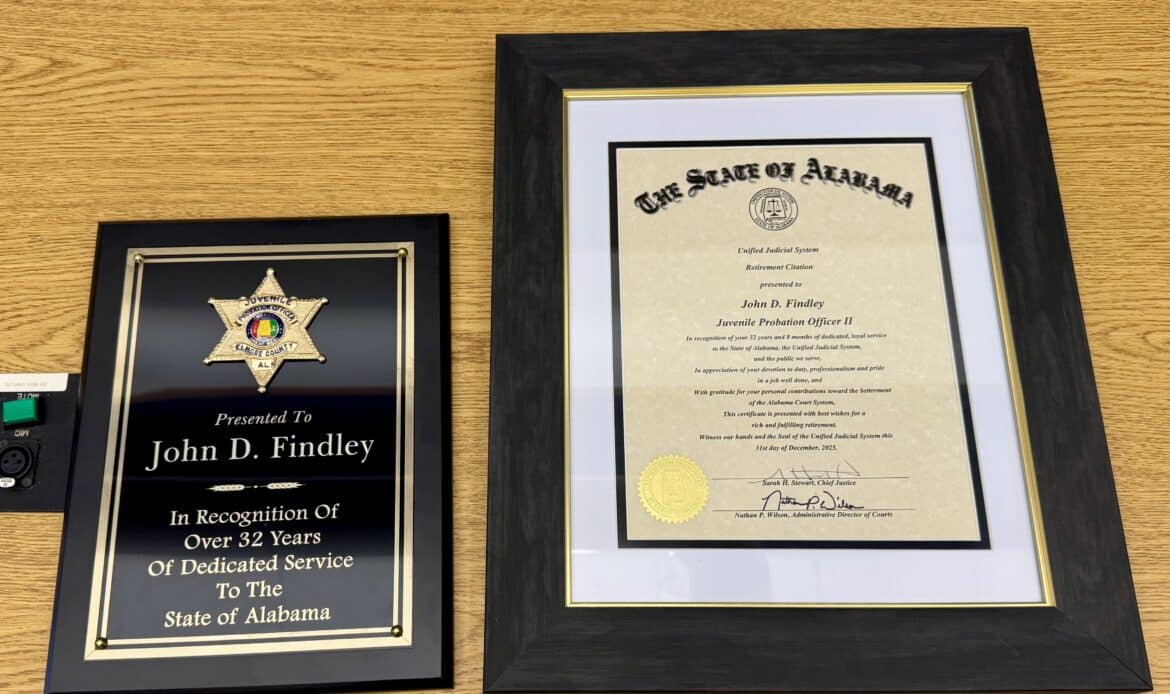 JUVENILE
PROBATION OFFICER
ELMORE COUNTY
AL
Presented To
John D. Findley
In Recognition Of
Over 32 Years
Of Dedicated Service
To The
State of Alabama
MUTE
MIC
The State of Alabama
Unified Judicial System
Retirement Citation
presented to
John D. Findley
Juvenile Probation Officer II
In recognition of your 32 years and 8 months of dedicated, loyal service
to the State of Alabama, the Unified Judicial System,
and the public we serve,
In appreciation of your devotion to duty, professionalism and pride
in a job well done, and
With gratitude for your personal contributions toward the betterment
of the Alabama Court System,
This certificate is presented with best wishes for a
rich and fulfilling retirement.
Witness our hands and the Seal of the Unified Judicial System this
31st day of December, 2025.
Sarah H. Stewart, Chief Justice
Nathan P. Wilson
Nathan P. Wilson, Administrative Director of Courts